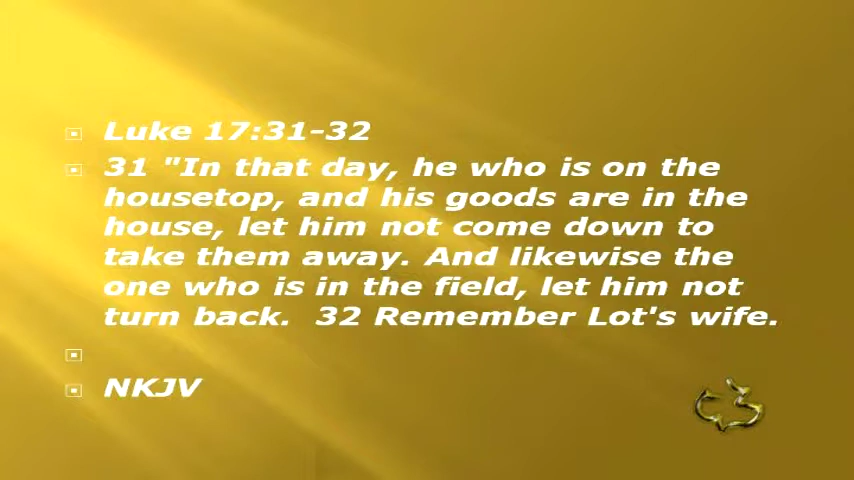 Luke 17:31-32
31 "In that day, he who is on the
housetop, and his goods are in the
house, let him not come down to
take them away. And likewise the
one who is in the field, let him not
turn back.  32 Remember Lot's wife.
NKJV